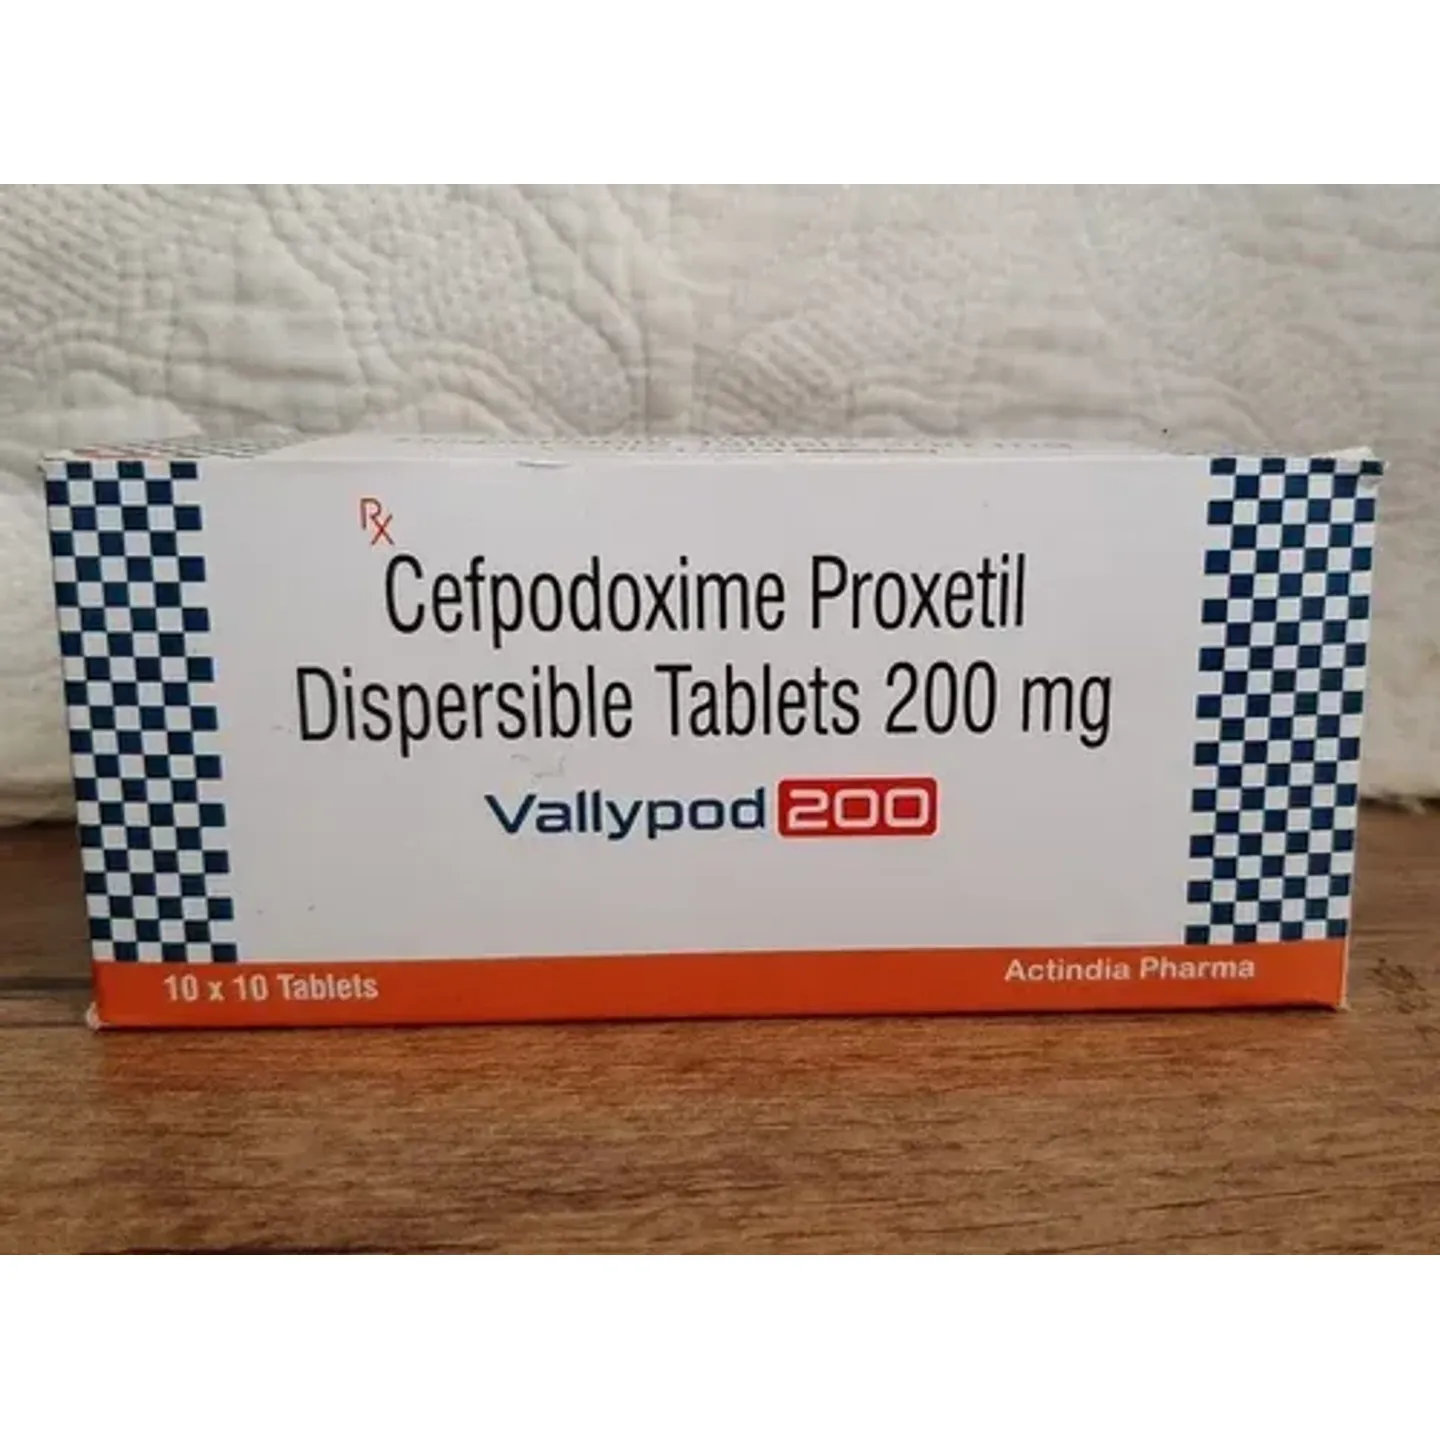 Rx
Cefpodoxime Proxetil
Dispersible Tablets 200 mg
Vallypod 200
10 x 10 Tablets
Actindia Pharma